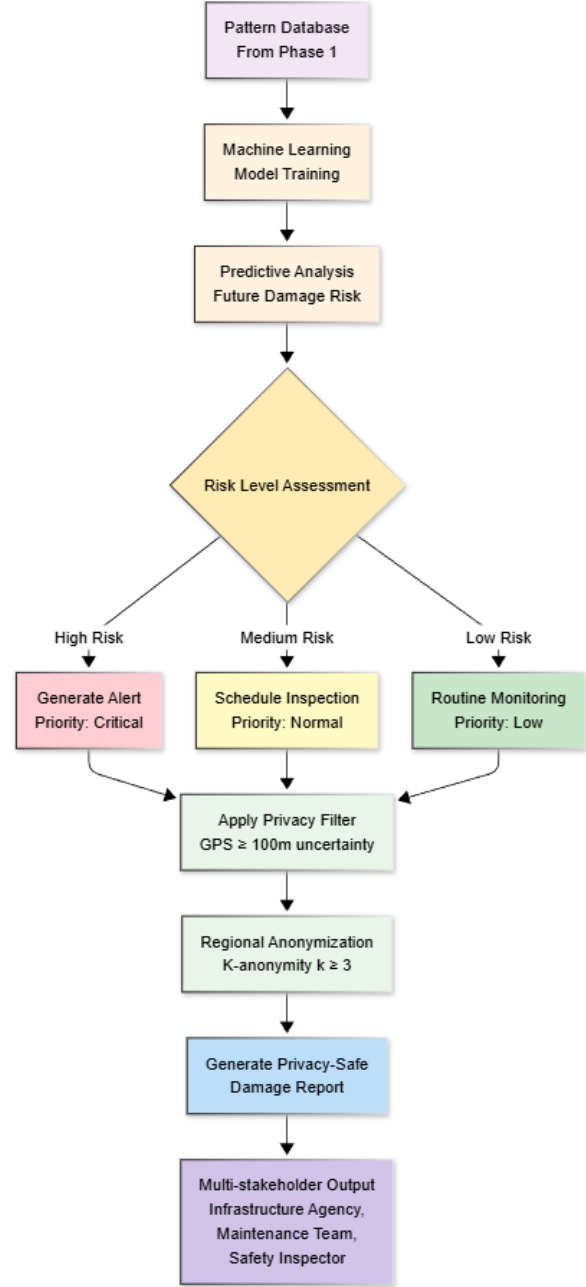 Pattern Database
From Phase 1
Machine Learning
Model Training
Predictive Analysis
Future Damage Risk
Risk Level Assessment
High Risk
Medium Risk
Low Risk
Generate Alert
Priority: Critical
Schedule Inspection
Priority: Normal
Routine Monitoring
Priority: Low
Apply Privacy Filter
GPS ≥ 100m uncertainty
Regional Anonymization
K-anonymity k ≥ 3
Generate Privacy-Safe
Damage Report
Multi-stakeholder Output
Infrastructure Agency,
Maintenance Team,
Safety Inspector